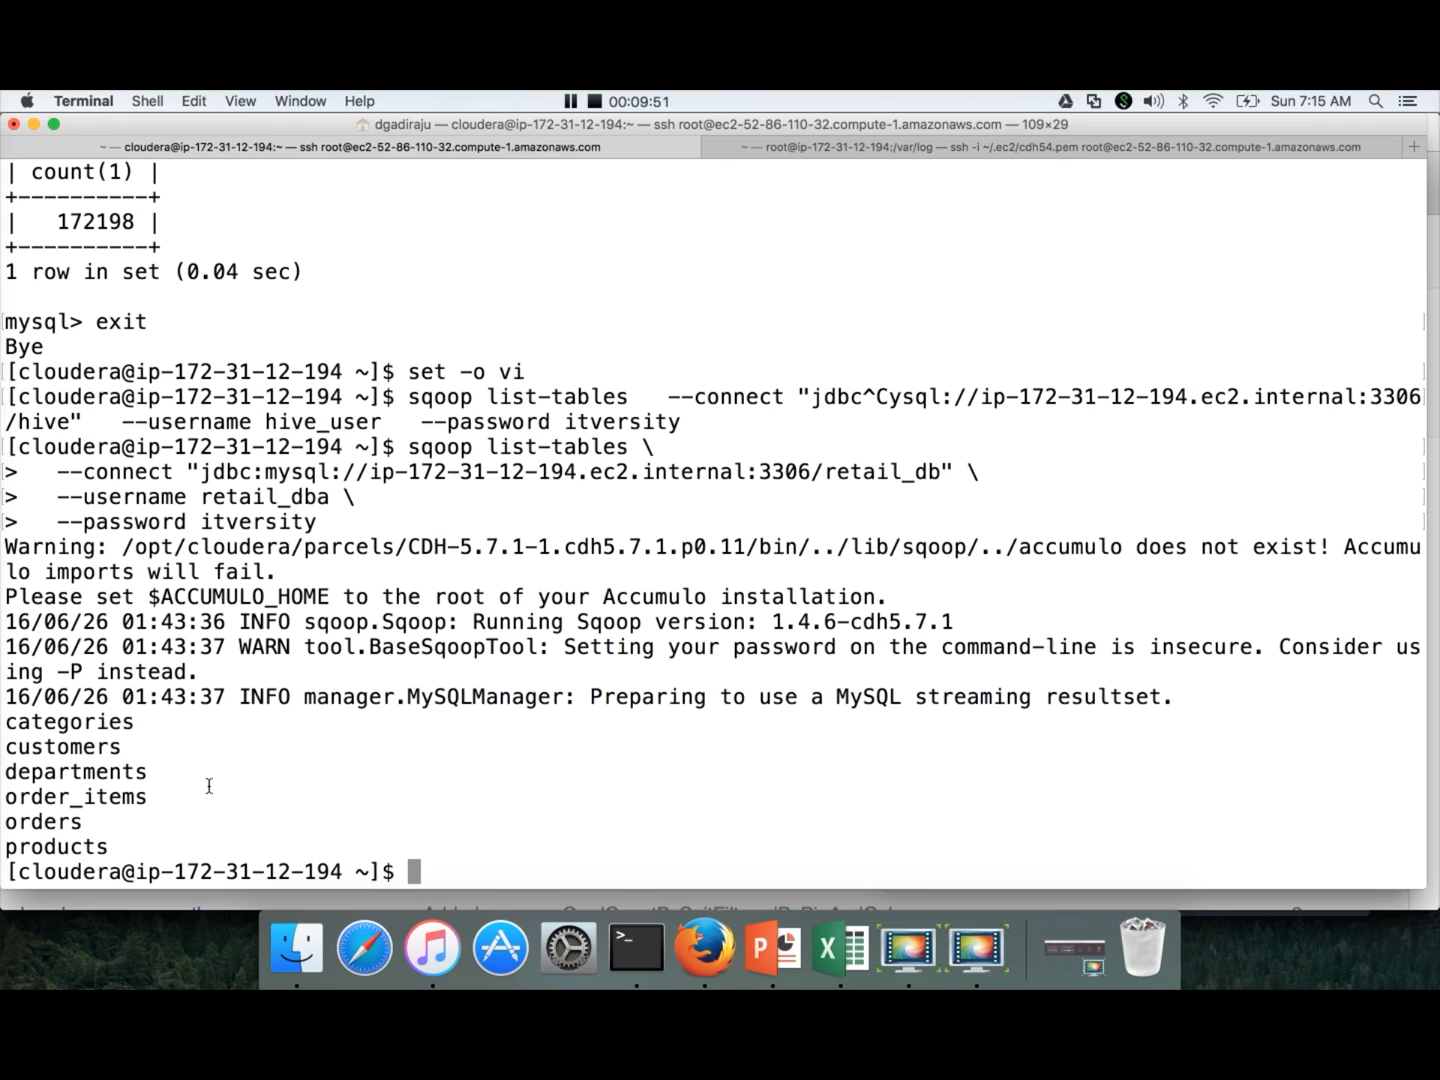 Terminal Shell Edit View Window Help 00:09:51 Sun 7:15 AM
dgadiraju — cloudera@ip-172-31-12-194:~ — ssh root@ec2-52-86-110-32.compute-1.amazonaws.com — 109×29
~ — cloudera@ip-172-31-12-194:~ — ssh root@ec2-52-86-110-32.compute-1.amazonaws.com ~ — root@ip-172-31-12-194:/var/log — ssh -i ~/.ec2/cdh54.pem root@ec2-52-86-110-32.compute-1.amazonaws.com +
| count(1) |
+----------+
|   172198 |
+----------+
1 row in set (0.04 sec)
mysql> exit
Bye
[cloudera@ip-172-31-12-194 ~]$ set -o vi
[cloudera@ip-172-31-12-194 ~]$ sqoop list-tables   --connect "jdbc^Cysql://ip-172-31-12-194.ec2.internal:3306
/hive"   --username hive_user   --password itversity
[cloudera@ip-172-31-12-194 ~]$ sqoop list-tables \
>   --connect "jdbc:mysql://ip-172-31-12-194.ec2.internal:3306/retail_db" \
>   --username retail_dba \
>   --password itversity
Warning: /opt/cloudera/parcels/CDH-5.7.1-1.cdh5.7.1.p0.11/bin/../lib/sqoop/../accumulo does not exist! Accumu
lo imports will fail.
Please set $ACCUMULO_HOME to the root of your Accumulo installation.
16/06/26 01:43:36 INFO sqoop.Sqoop: Running Sqoop version: 1.4.6-cdh5.7.1
16/06/26 01:43:37 WARN tool.BaseSqoopTool: Setting your password on the command-line is insecure. Consider us
ing -P instead.
16/06/26 01:43:37 INFO manager.MySQLManager: Preparing to use a MySQL streaming resultset.
categories
customers
departments
order_items
orders
products
[cloudera@ip-172-31-12-194 ~]$